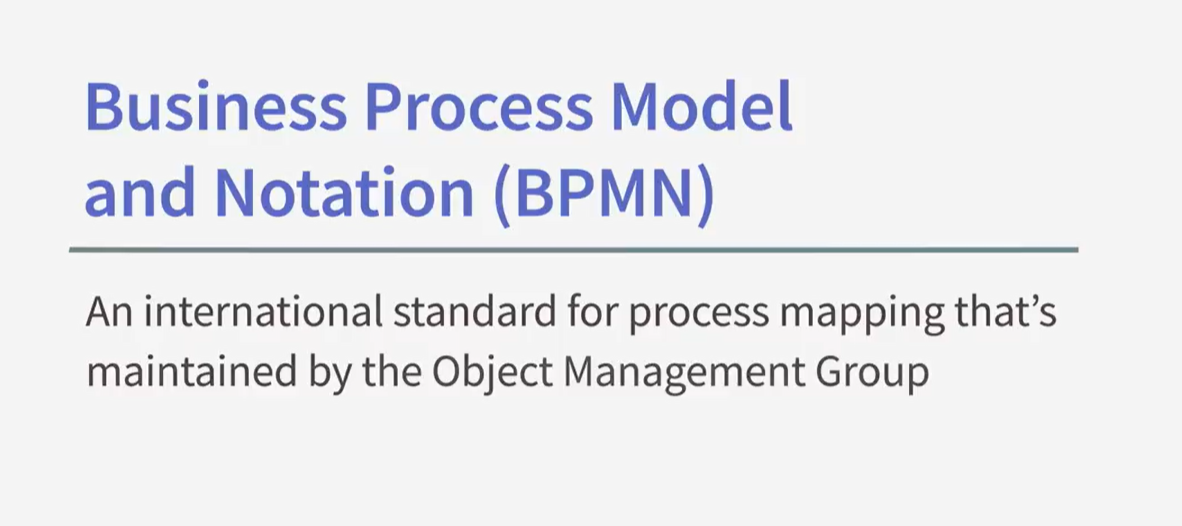 Business Process Model
and Notation (BPMN)
An international standard for process mapping that’s
maintained by the Object Management Group